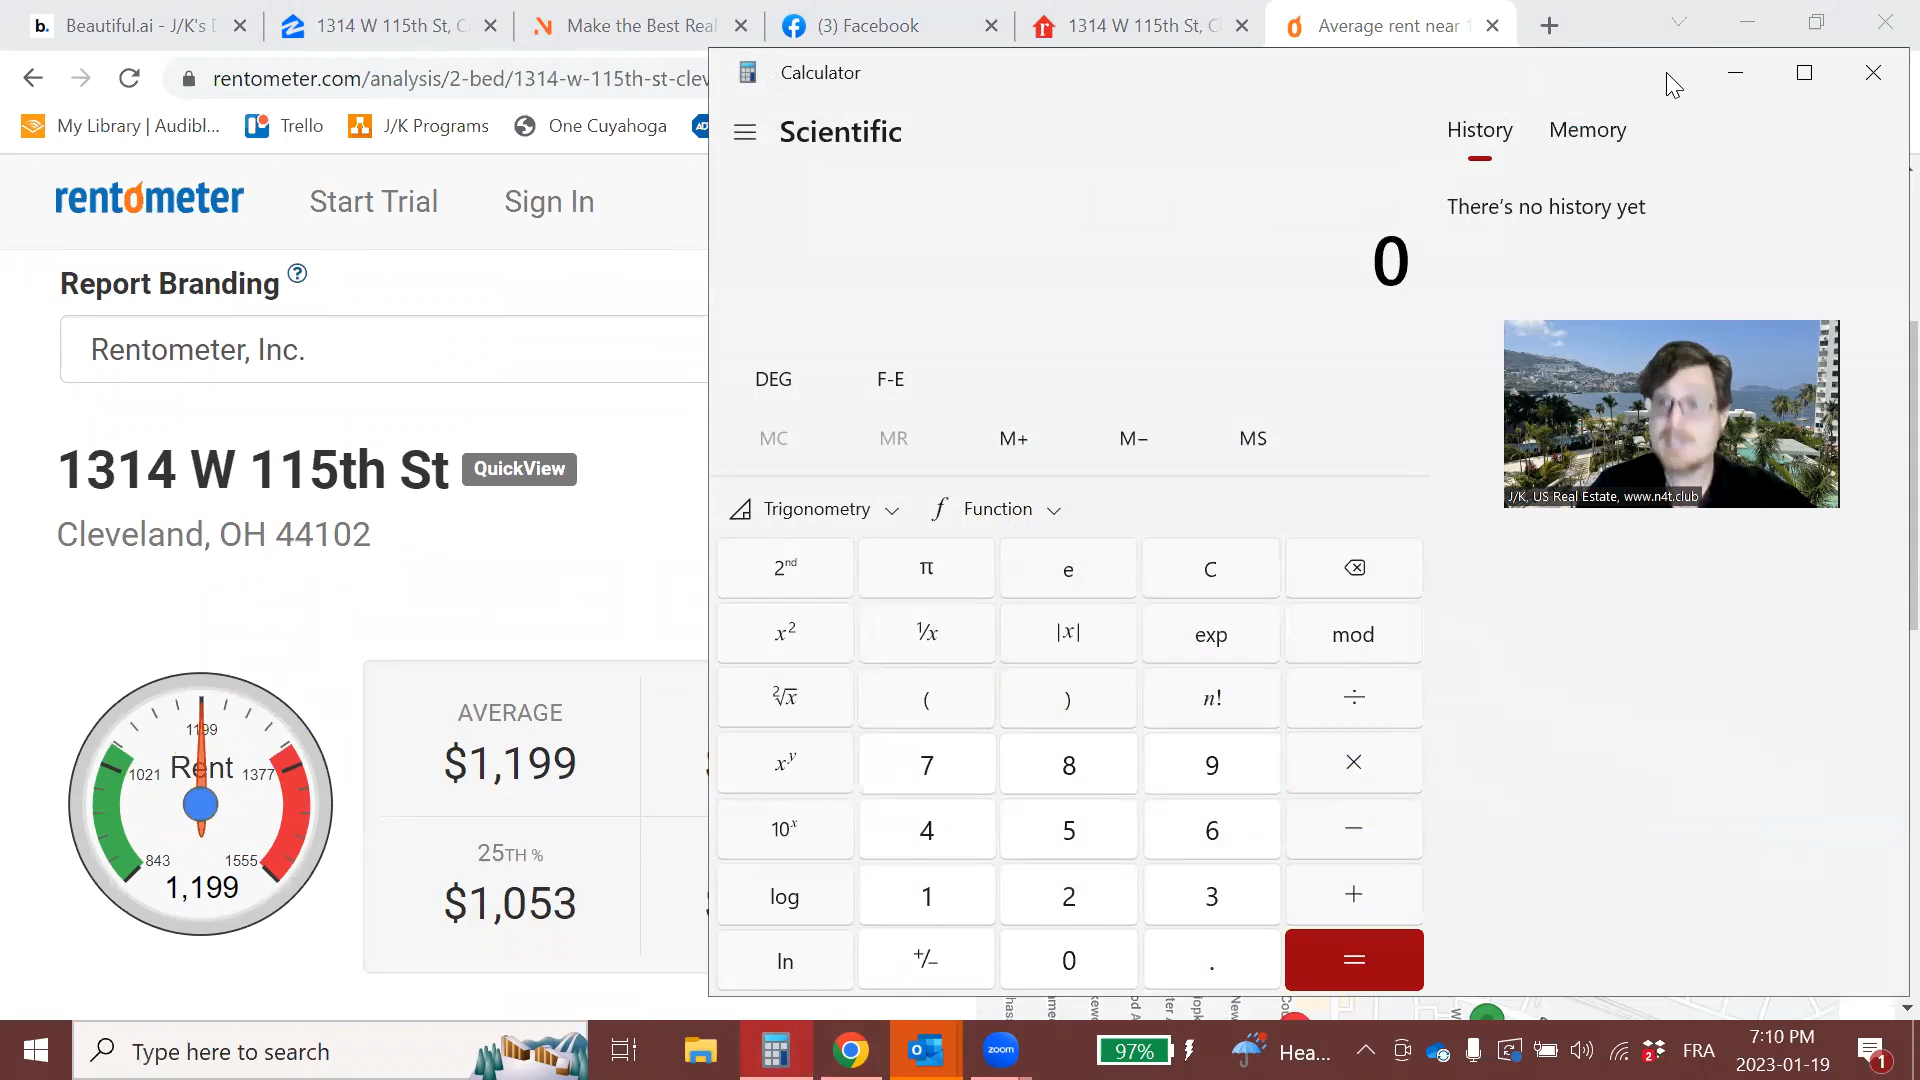 b. Beautiful.ai - J/K's
1314 W 115th St, C
Make the Best Real
(3) Facebook
1314 W 115th St, C
Average rent near 1
rentometer.com/analysis/2-bed/1314-w-115th-st-clev
My Library | Audibl...
Trello
J/K Programs
One Cuyahoga
rentometer
Start Trial
Sign In
Report Branding ?
Rentometer, Inc.
1314 W 115th St QuickView
Cleveland, OH 44102
1199
1021 Rent 1377
843 1555
1,199
AVERAGE
$1,199
25TH %
$1,053
Calculator
Scientific
History Memory
There's no history yet
0
DEG F-E
MC MR M+ M− MS
Trigonometry f Function
2nd π e C
x2 1/x |x| exp mod
2√x ( ) n! ÷
xy 7 8 9 ×
10x 4 5 6 −
log 1 2 3 +
ln +/− 0 . =
J/K, US Real Estate, www.n4t.club
Type here to search
zoom
97%
Hea...
2
FRA
7:10 PM
2023-01-19
1